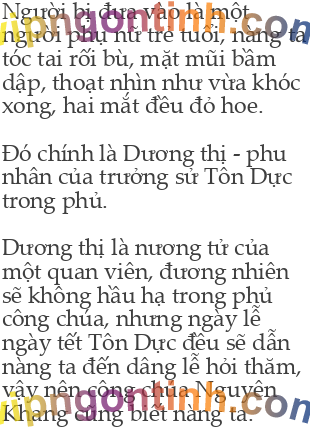 Người bị đưa vào là một
người phụ nữ trẻ tuổi, nàng ta
tóc tai rối bù, mặt mũi bầm
dập, thoạt nhìn như vừa khóc
xong, hai mắt đều đỏ hoe.
Đó chính là Dương thị - phu
nhân của trưởng sử Tôn Dực
trong phủ.
Dương thị là nương tử của
một quan viên, đương nhiên
sẽ không hầu hạ trong phủ
công chúa, nhưng ngày lễ
ngày tết Tôn Dực đều sẽ dẫn
nàng ta đến dâng lễ hỏi thăm,
vậy nên công chúa Nguyên
Khang cũng biết nàng ta.